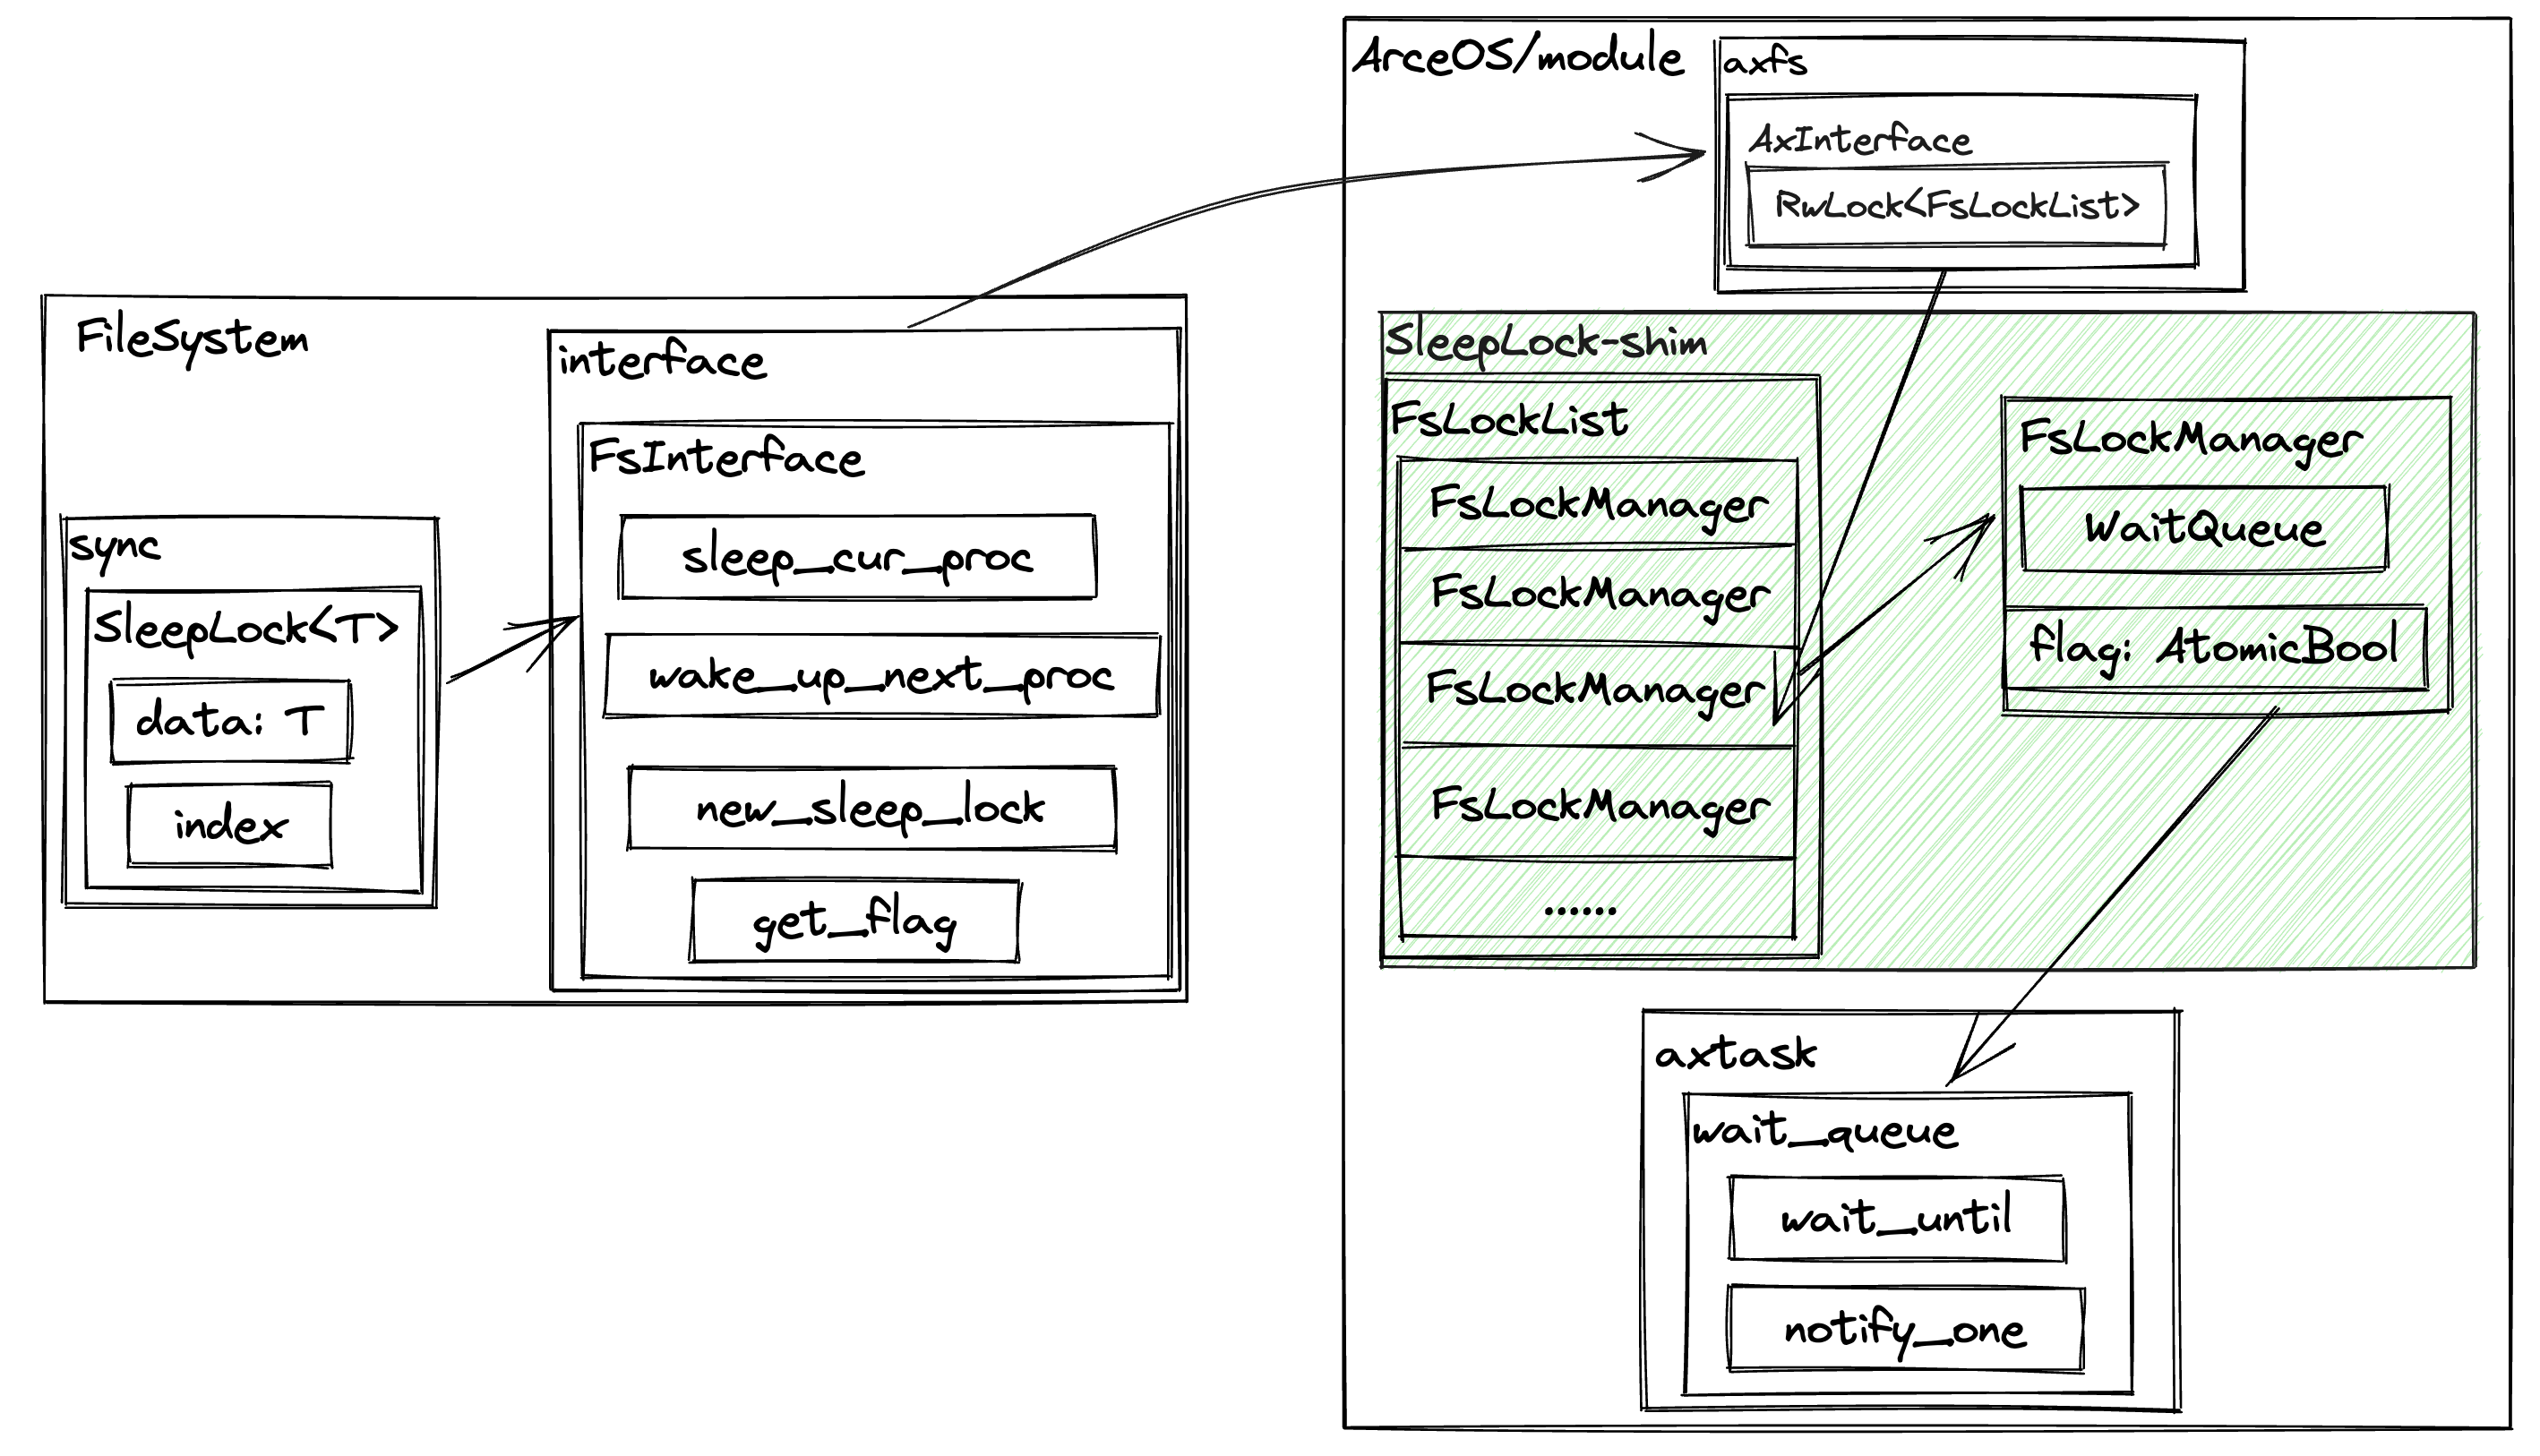 FileSystem
sync
SleepLock<T>
data: T
index
interface
FsInterface
sleep_cur_proc
wake_up_next_proc
new_sleep_lock
get_flag
ArceOS/module
axfs
AxInterface
RwLock<FsLockList>
SleepLock-shim
FsLockList
FsLockManager
FsLockManager
FsLockManager
FsLockManager
......
FsLockManager
WaitQueue
flag: AtomicBool
axtask
wait_queue
wait_until
notify_one